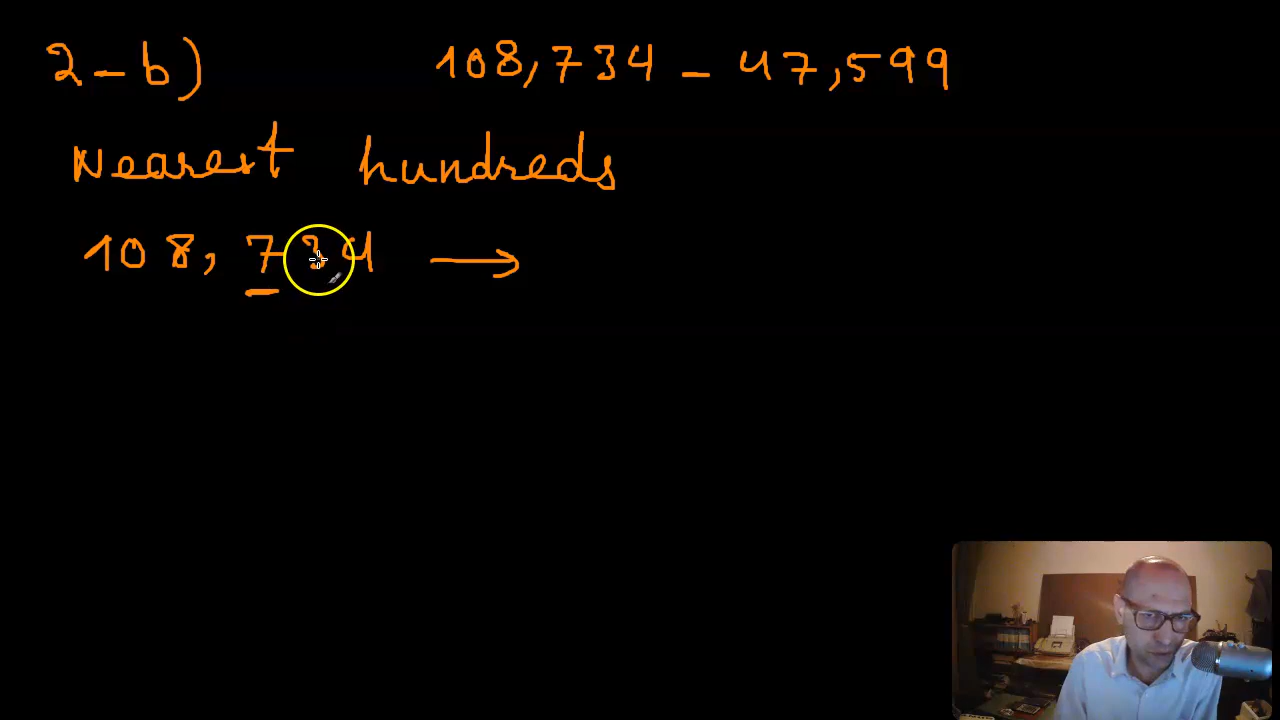 2-b) 108,734 - 47,599
Nearest hundreds
108,734 →